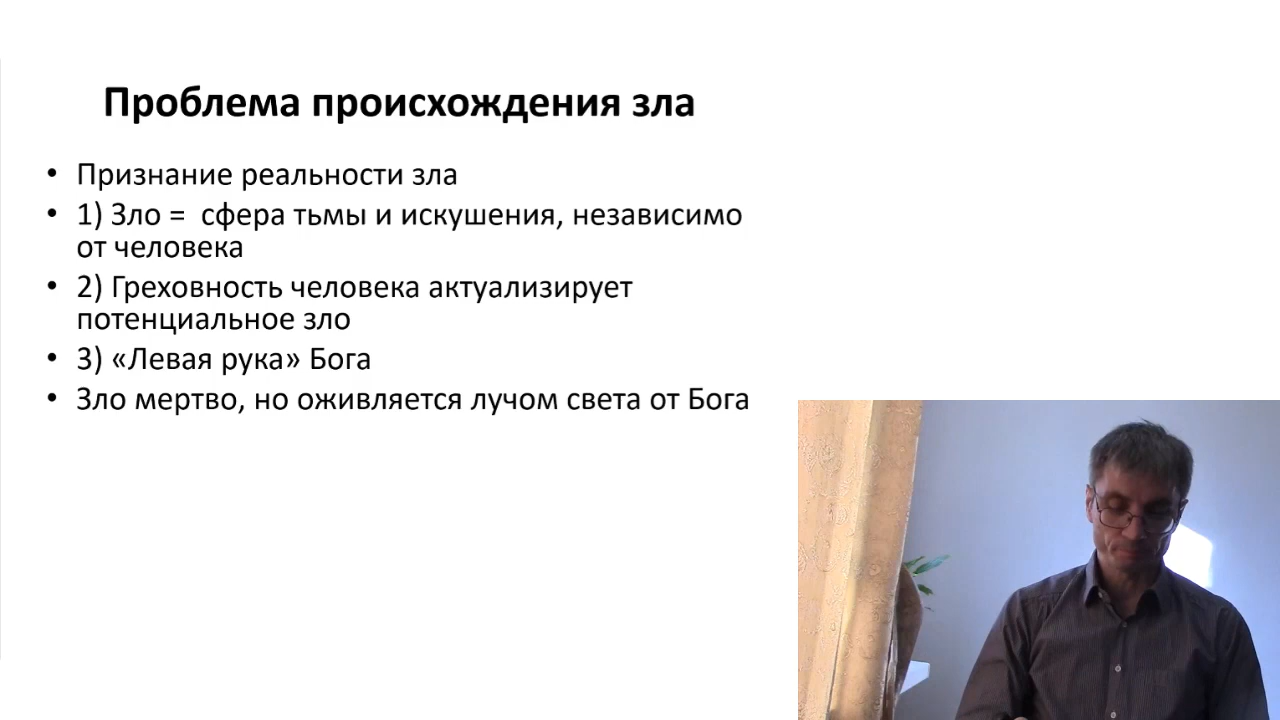 Проблема происхождения зла
• Признание реальности зла
• 1) Зло = сфера тьмы и искушения, независимо
от человека
• 2) Греховность человека актуализирует
потенциальное зло
• 3) «Левая рука» Бога
• Зло мертво, но оживляется лучом света от Бога